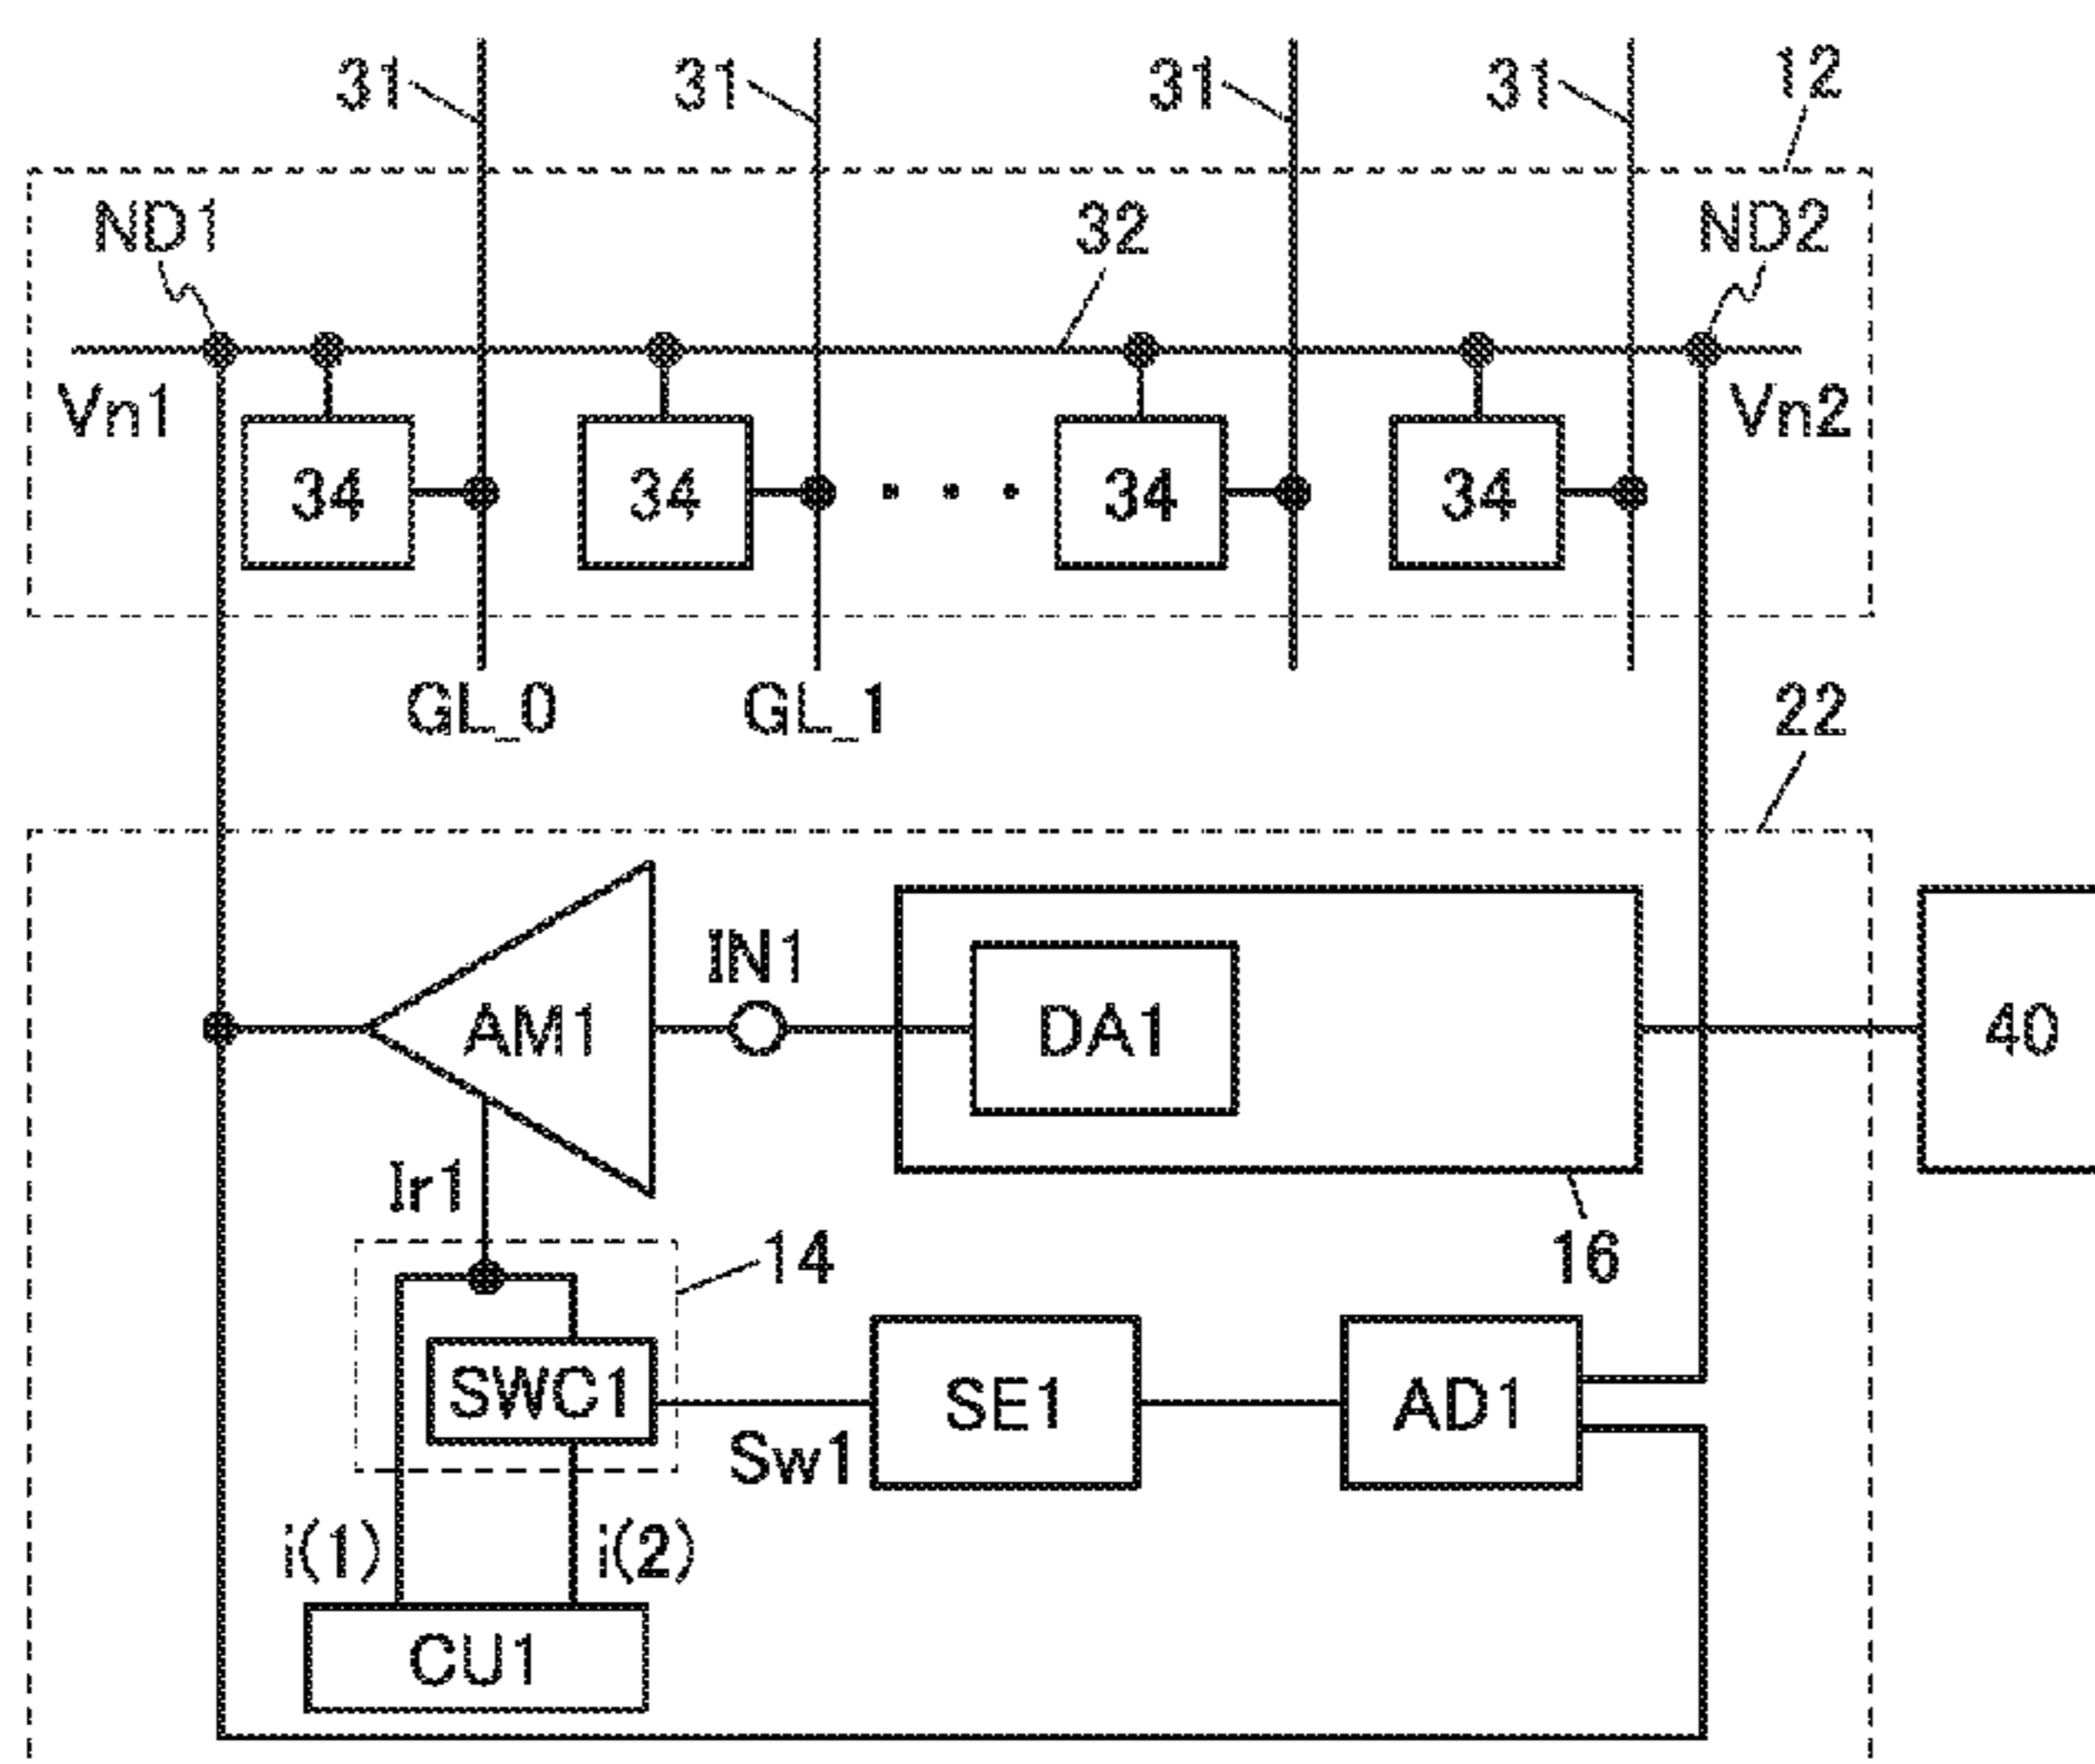 31 31 31 31 12
ND1 32 ND2
Vn1 Vn2
34 34 34 34
GL_0 GL_1 22
IN1
AM1 DA1 40
Ir1
14 16
SWC1 SE1 AD1
Sw1
i(1) i(2)
CU1